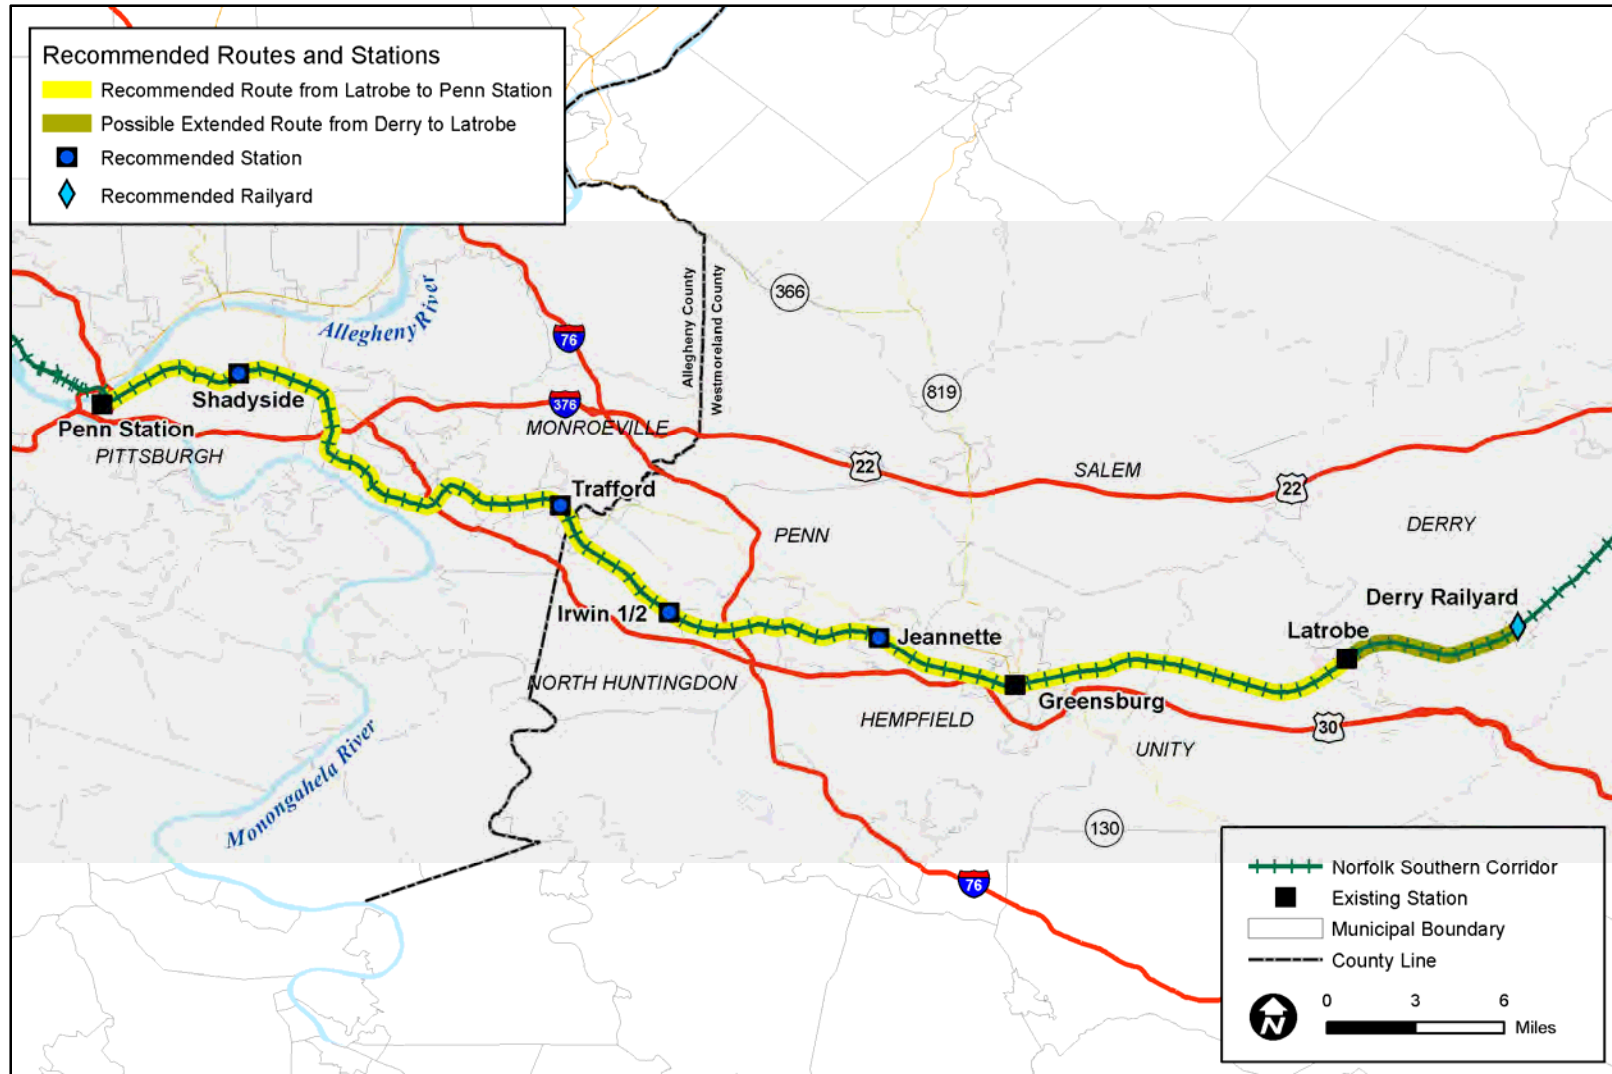 Recommended Routes and Stations
Recommended Route from Latrobe to Penn Station
Possible Extended Route from Derry to Latrobe
Recommended Station
Recommended Railyard
Allegheny River
Allegheny County
Westmoreland County
366
76
376
819
Shadyside
Penn Station
PITTSBURGH
MONROEVILLE
22
SALEM
22
Trafford
DERRY
PENN
Derry Railyard
Irwin 1/2
Latrobe
Jeannette
NORTH HUNTINGDON
Greensburg
HEMPFIELD
30
UNITY
Monongahela River
130
76
Norfolk Southern Corridor
Existing Station
Municipal Boundary
County Line
N
0 3 6
Miles